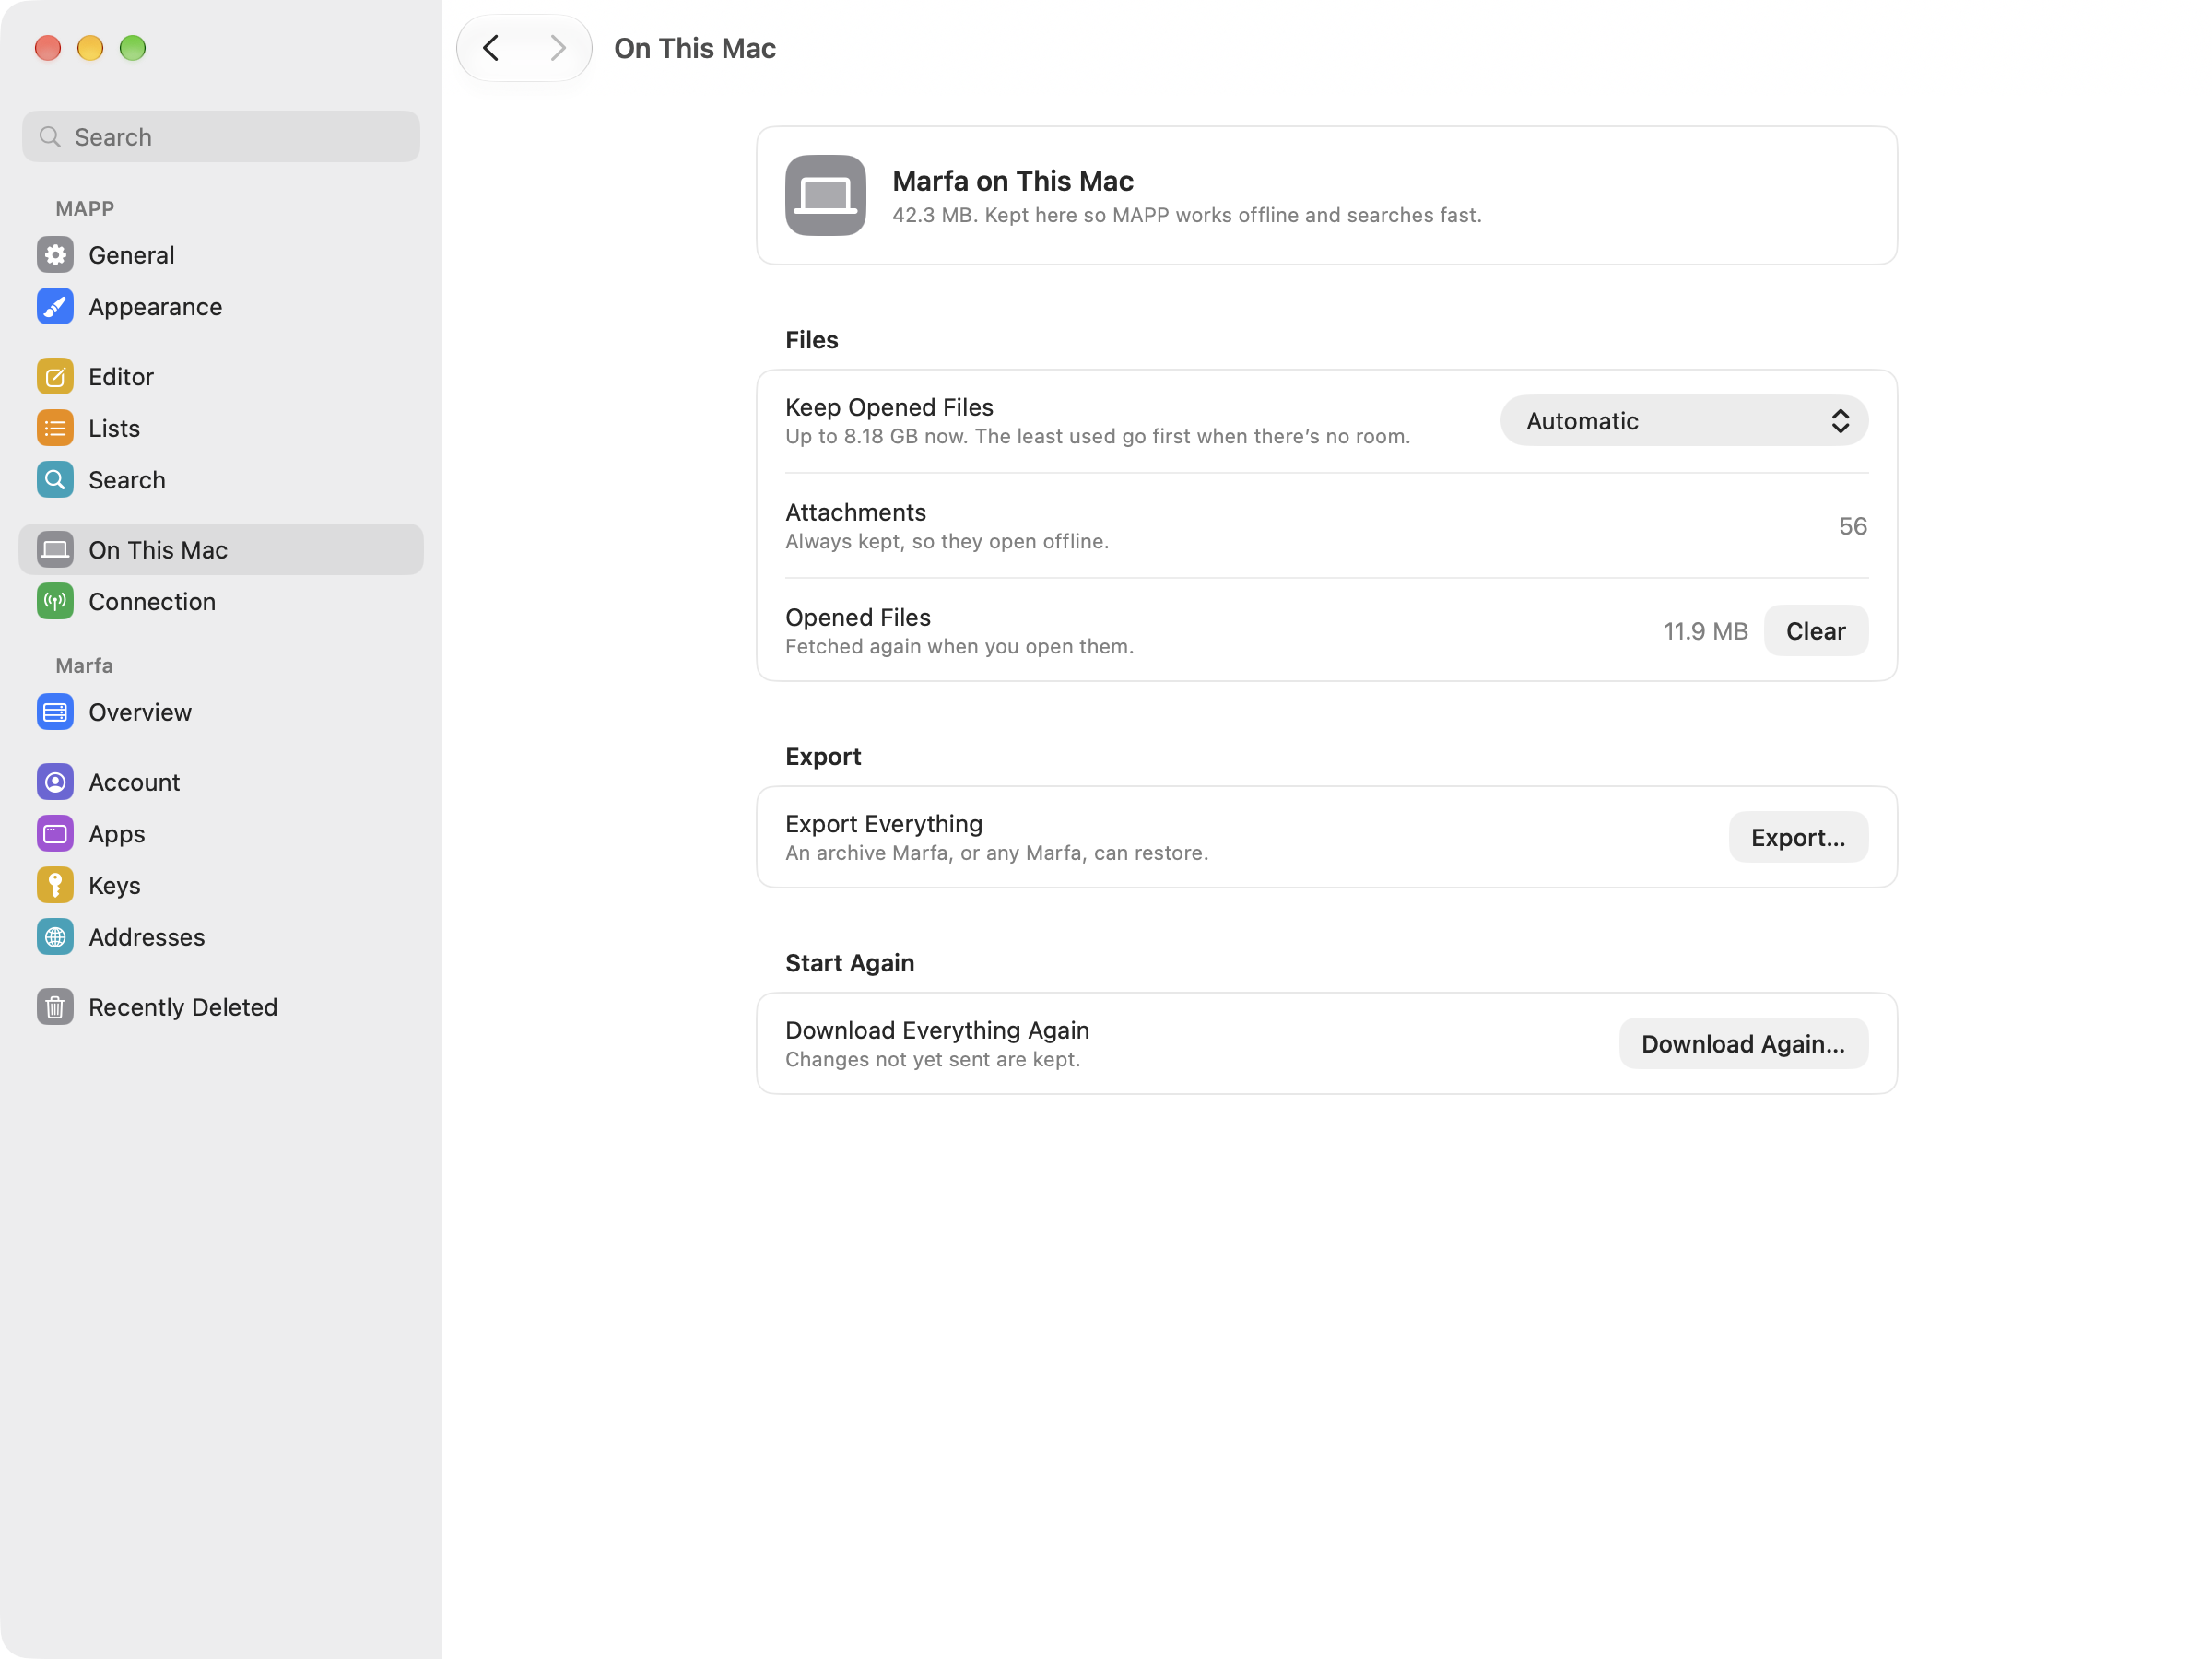 On This Mac
Search
MAPP
General
Appearance
Editor
Lists
Search
On This Mac
Connection
Marfa
Overview
Account
Apps
Keys
Addresses
Recently Deleted
Marfa on This Mac
42.3 MB. Kept here so MAPP works offline and searches fast.
Files
Keep Opened Files
Up to 8.18 GB now. The least used go first when there’s no room.
Automatic
Attachments
Always kept, so they open offline.
56
Opened Files
Fetched again when you open them.
11.9 MB
Clear
Export
Export Everything
An archive Marfa, or any Marfa, can restore.
Export...
Start Again
Download Everything Again
Changes not yet sent are kept.
Download Again...